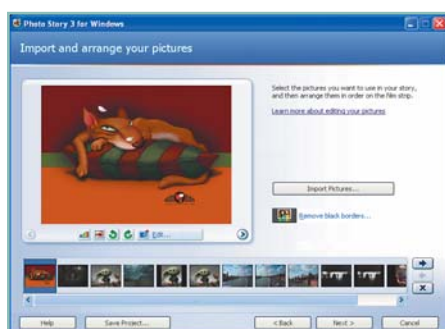 Photo Story 3 for Windows
Import and arrange your pictures
Select the pictures you want to use in your story,
and then arrange them in order on the film strip.
Learn more about editing your pictures
Import Pictures...
Remove black borders...
Edit...
Help
Save Project...
< Back
Next >
Cancel